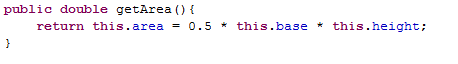 public double getArea(){
    return this.area = 0.5 * this.base * this.height;
}